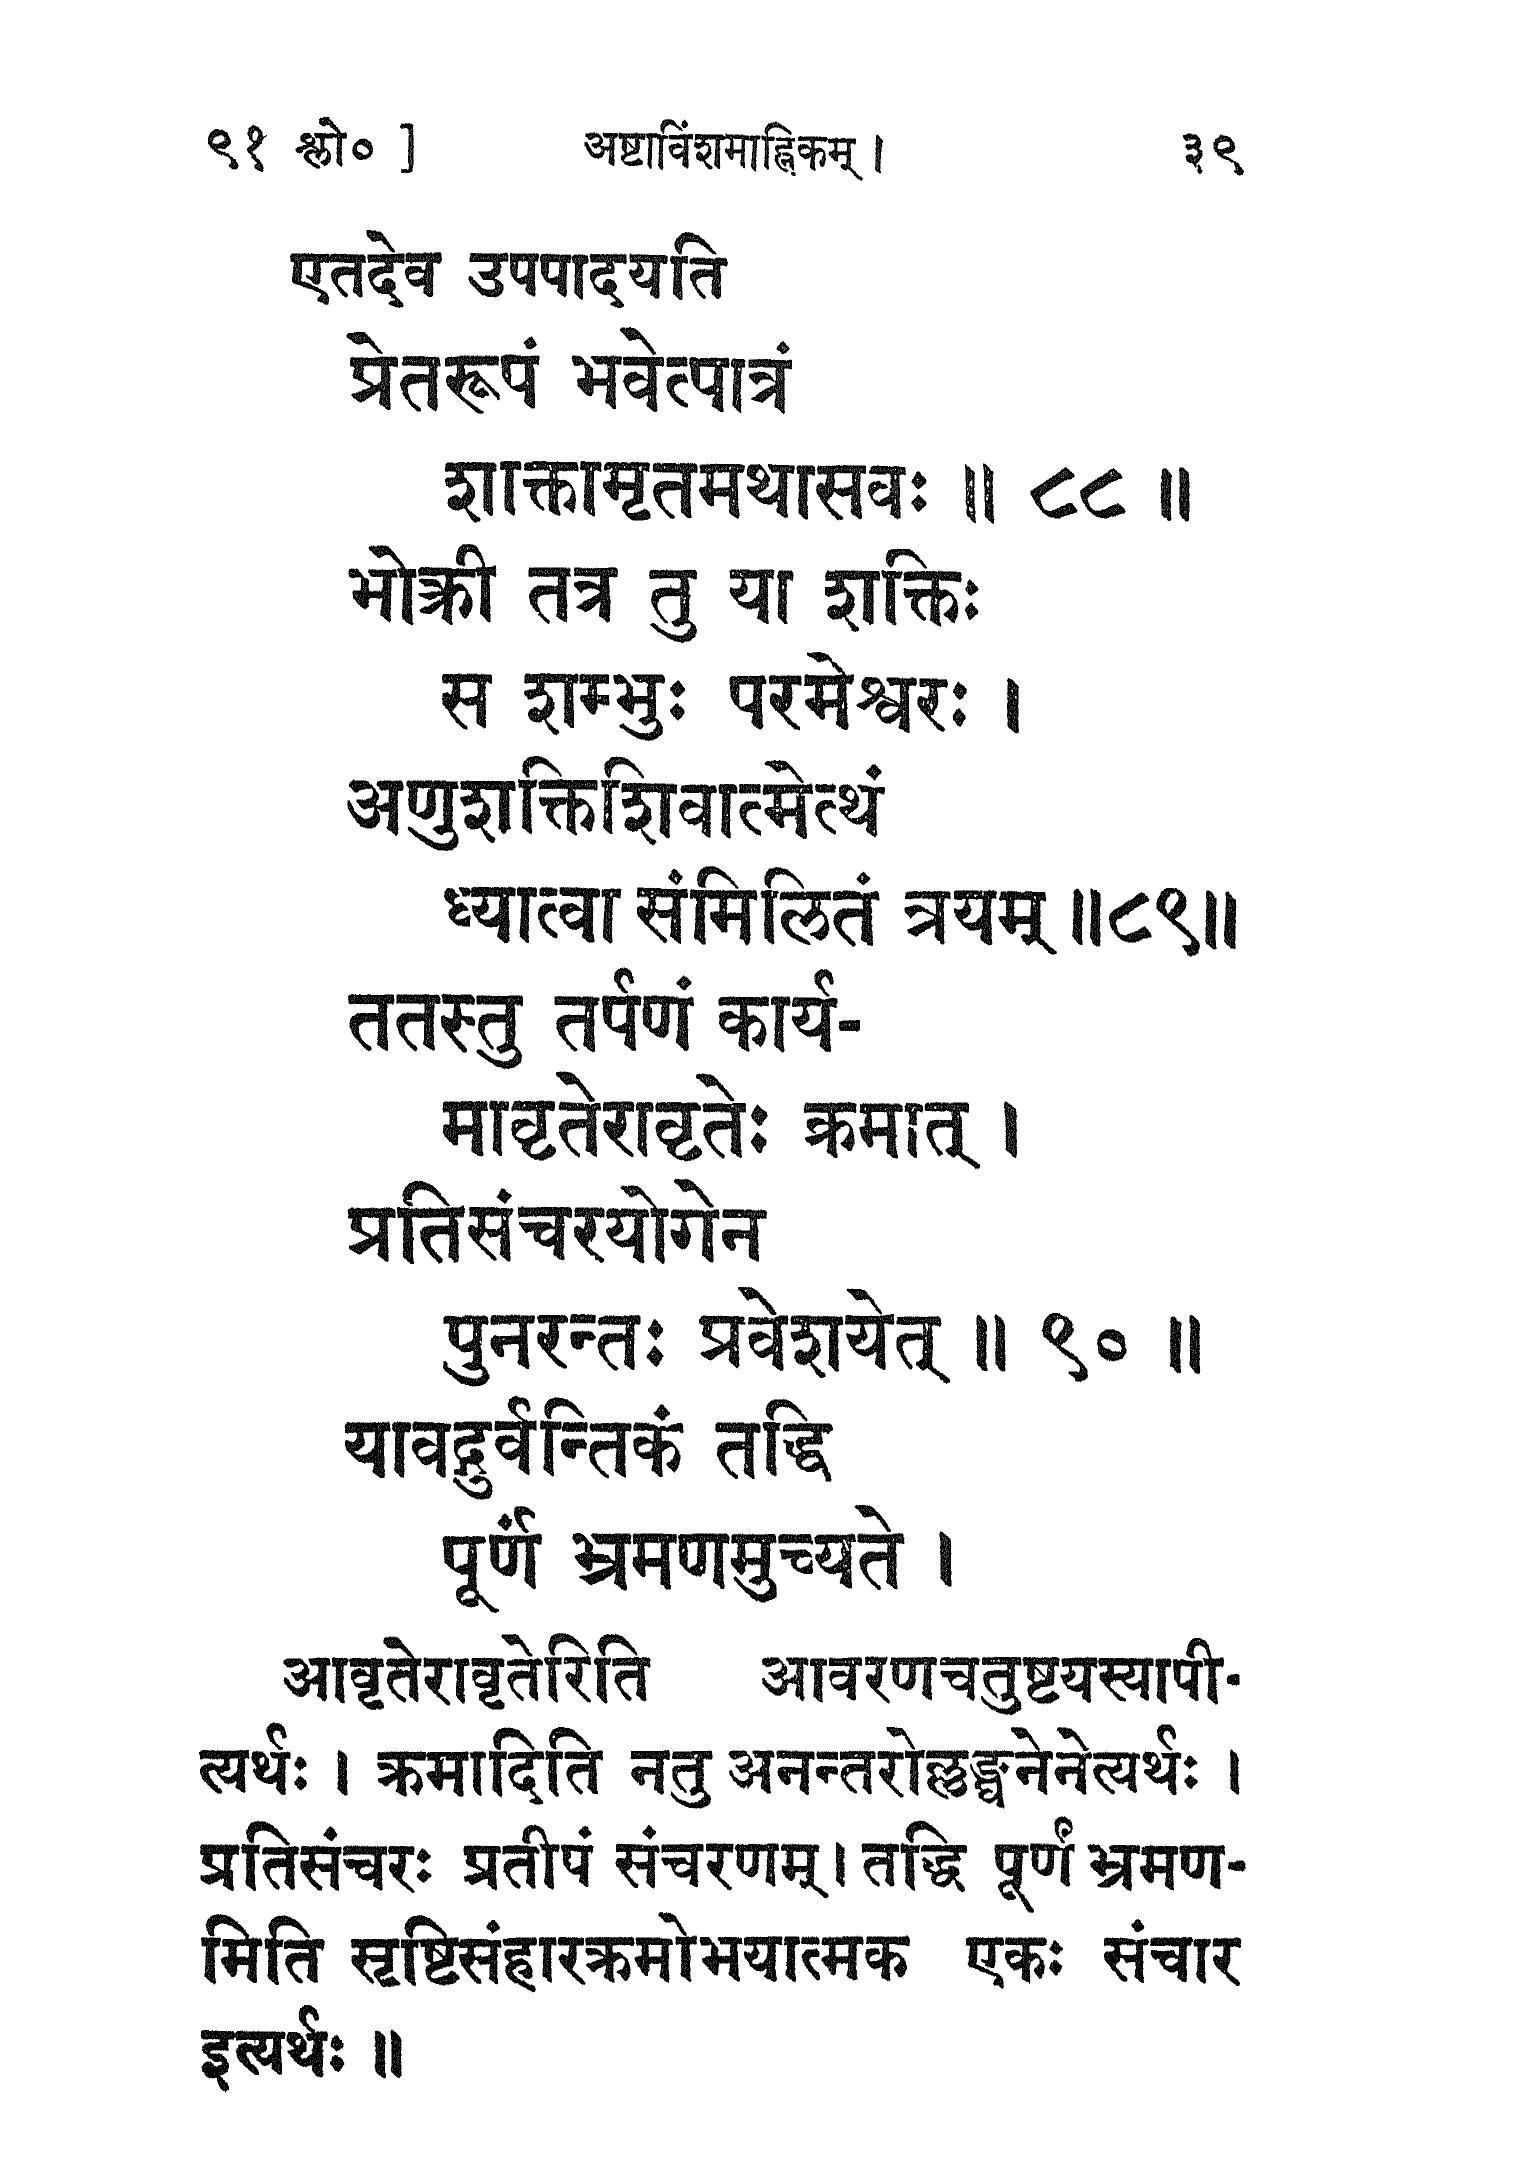 ९१ श्लो० ] अष्टाविंशमाह्निकम् । ३९
एतदेव उपपादयति
प्रेतरूपं भवेत्पात्रं
शाक्तामृतमथासवः ॥ ८८ ॥
भोक्त्री तत्र तु या शक्तिः
स शम्भुः परमेश्वरः ।
अणुशक्तिशिवात्मेत्थं
ध्यात्वा संमिलितं त्रयम् ॥८९॥
ततस्तु तर्पणं कार्य-
मावृतेरावृतेः क्रमात् ।
प्रतिसंचरयोगेन
पुनरन्तः प्रवेशयेत् ॥ ९० ॥
यावद्गुर्वन्तिकं तद्धि
पूर्णं भ्रमणमुच्यते ।
आवृतेरावृतेरिति आवरणचतुष्टयस्यापी-
त्यर्थः । क्रमादिति नतु अनन्तरोल्लङ्घनेनेत्यर्थः ।
प्रतिसंचरः प्रतीपं संचरणम् । तद्धि पूर्णं भ्रमण-
मिति सृष्टिसंहारक्रमोभयात्मक एकः संचार
इत्यर्थः ॥